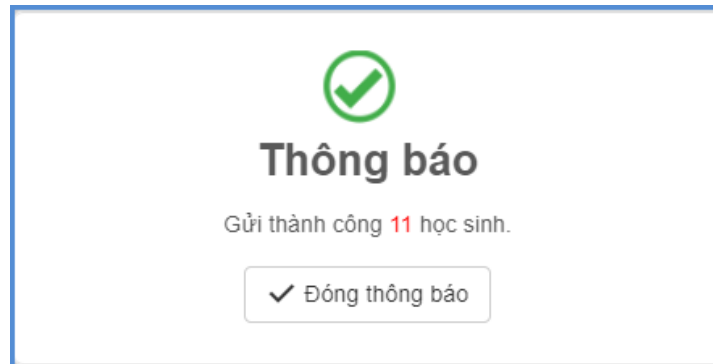 Thông báo
Gửi thành công 11 học sinh.
Đóng thông báo